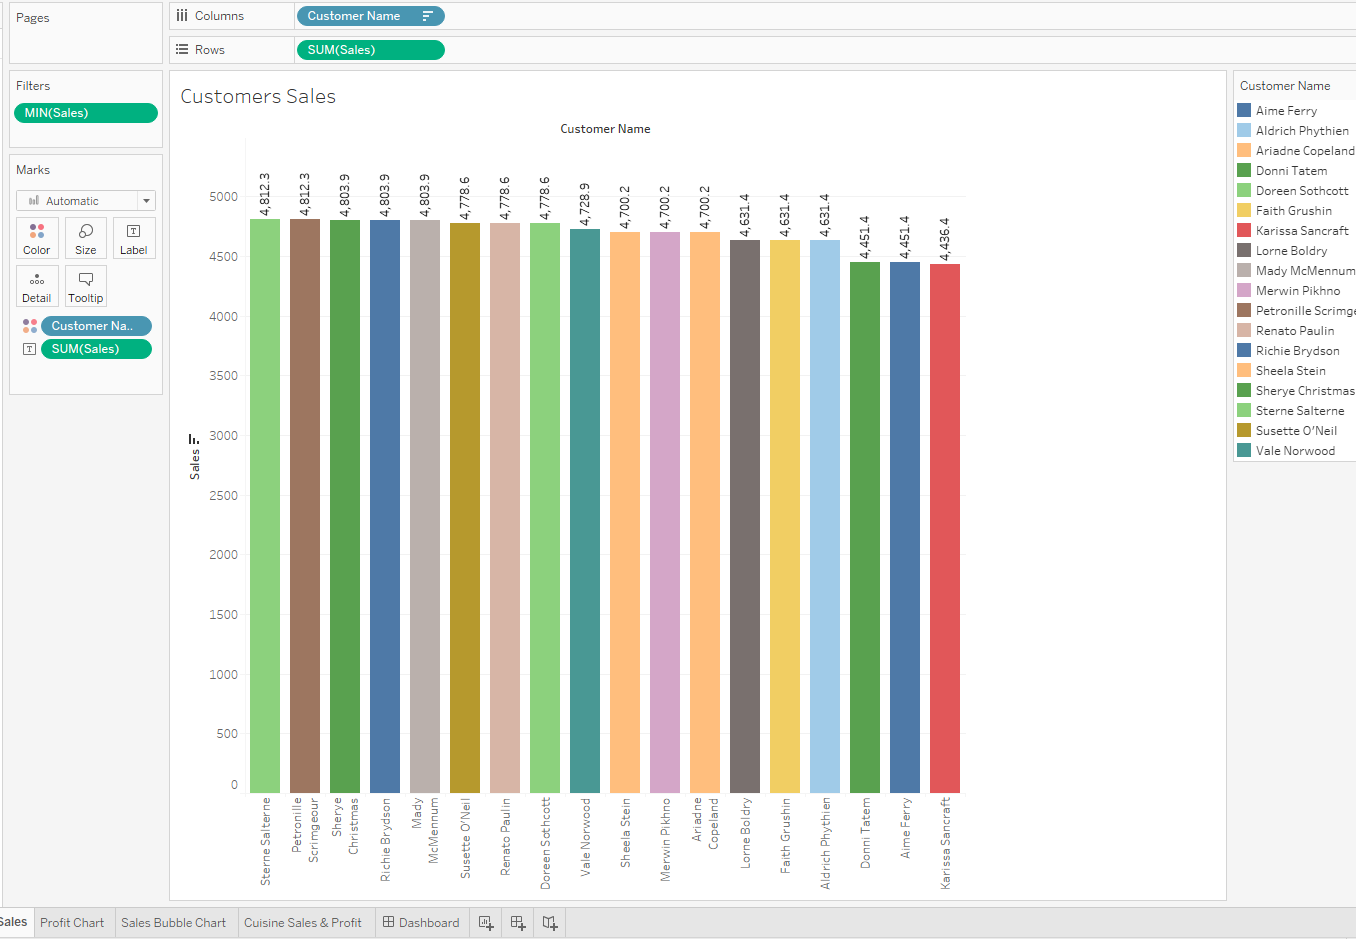 Pages
Columns
Customer Name
Rows
SUM(Sales)
Filters
MIN(Sales)
Marks
Automatic
Color
Size
Label
Detail
Tooltip
Customer Na..
SUM(Sales)
Customers Sales
Customer Name
4,812.3
4,812.3
4,803.9
4,803.9
4,803.9
4,778.6
4,778.6
4,778.6
4,728.9
4,700.2
4,700.2
4,700.2
4,631.4
4,631.4
4,631.4
4,451.4
4,451.4
4,436.4
5000
4500
4000
3500
3000
2500
2000
1500
1000
500
0
Sales
Sterne Salterne
Petronille
Scrimgeour
Sherye
Christmas
Richie Brydson
Mady
McMennum
Susette O'Neil
Renato Paulin
Doreen Sothcott
Vale Norwood
Sheela Stein
Merwin Pikhno
Ariadne
Copeland
Lorne Boldry
Faith Grushin
Aldrich Phythien
Donni Tatem
Aime Ferry
Karissa Sancraft
Customer Name
Aime Ferry
Aldrich Phythien
Ariadne Copeland
Donni Tatem
Doreen Sothcott
Faith Grushin
Karissa Sancraft
Lorne Boldry
Mady McMennum
Merwin Pikhno
Petronille Scrimge
Renato Paulin
Richie Brydson
Sheela Stein
Sherye Christmas
Sterne Salterne
Susette O'Neil
Vale Norwood
Sales
Profit Chart
Sales Bubble Chart
Cuisine Sales & Profit
Dashboard